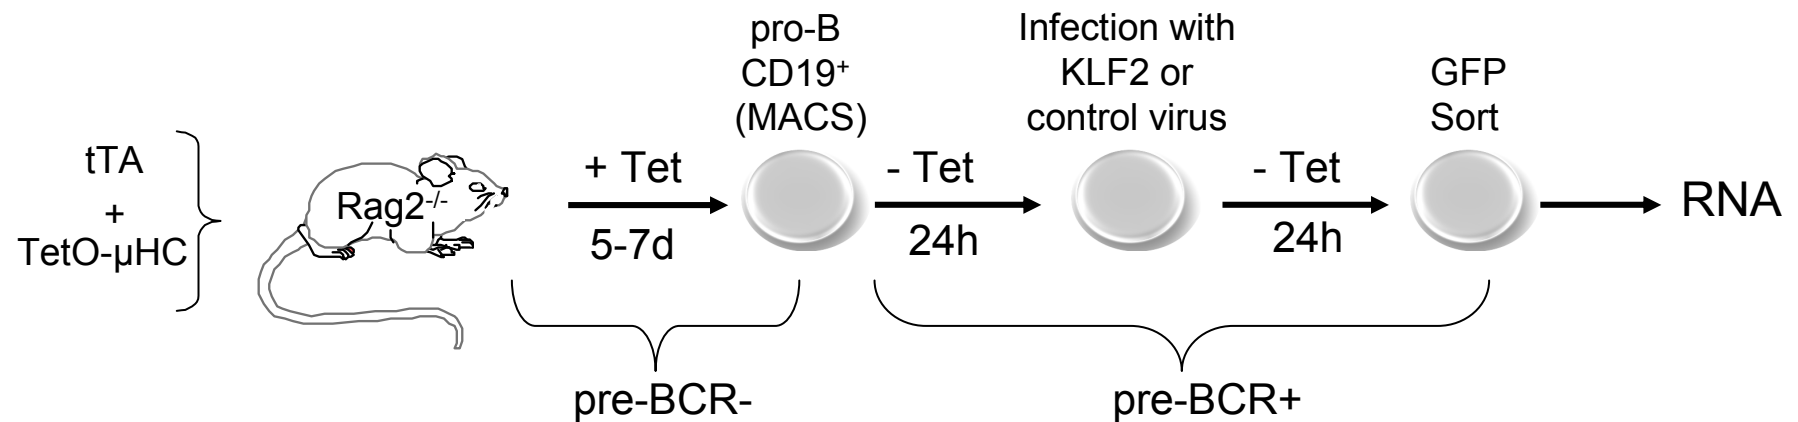 tTA
+
TetO-µHC
Rag2-/-
+ Tet
5-7d
pro-B
CD19+
(MACS)
- Tet
24h
Infection with
KLF2 or
control virus
- Tet
24h
GFP
Sort
RNA
pre-BCR-
pre-BCR+